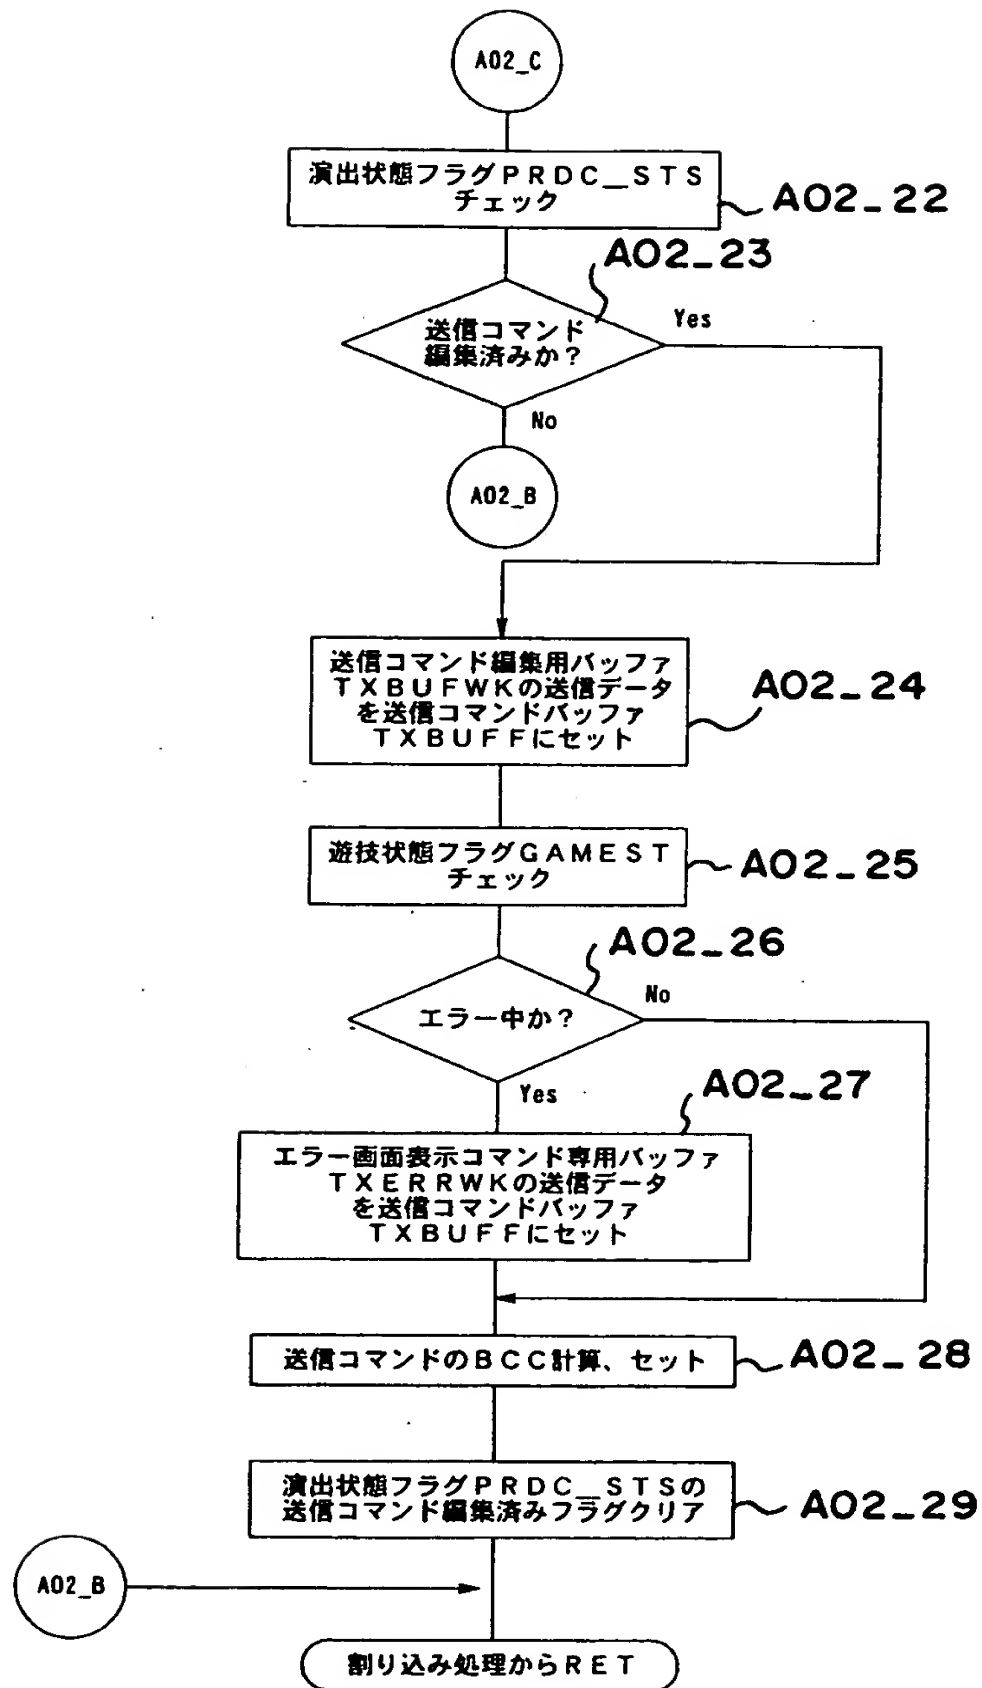 A02_C
演出状態フラグPRDC_STS
チェック
A02_22
A02_23
送信コマンド
編集済みか?
Yes
No
A02_B
送信コマンド編集用バッファ
TXBUFWKの送信データ
を送信コマンドバッファ
TXBUFFにセット
A02_24
遊技状態フラグGAMEST
チェック
A02_25
A02_26
エラー中か?
No
Yes
A02_27
エラー画面表示コマンド専用バッファ
TXERRWKの送信データ
を送信コマンドバッファ
TXBUFFにセット
送信コマンドのBCC計算、セット
A02_28
演出状態フラグPRDC_STSの
送信コマンド編集済みフラグクリア
A02_29
A02_B
割り込み処理からRET